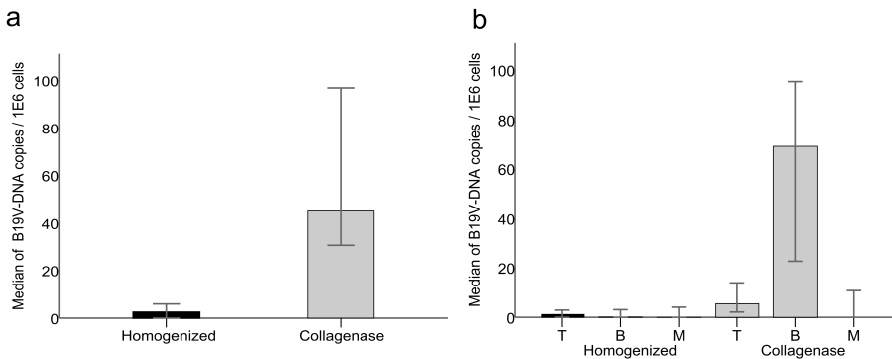 a
Median of B19V-DNA copies / 1E6 cells
100
80
60
40
20
0
Homogenized Collagenase
b
Median of B19V-DNA copies / 1E6 cells
100
80
60
40
20
0
T B M T B M
Homogenized Collagenase